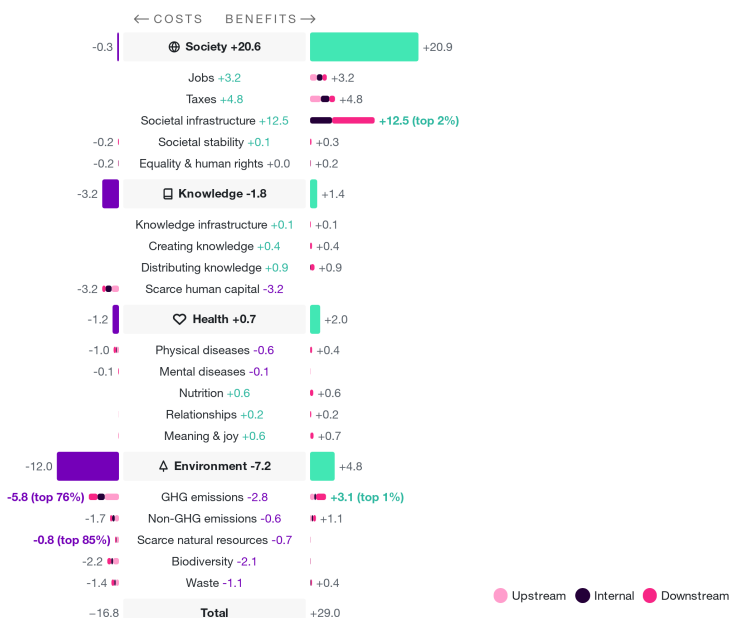 ← COSTS BENEFITS →
-0.3 Society +20.6 +20.9
Jobs +3.2 +3.2
Taxes +4.8 +4.8
Societal infrastructure +12.5 +12.5 (top 2%)
-0.2 Societal stability +0.1 +0.3
-0.2 Equality & human rights +0.0 +0.2
-3.2 Knowledge -1.8 +1.4
Knowledge infrastructure +0.1 +0.1
Creating knowledge +0.4 +0.4
Distributing knowledge +0.9 +0.9
-3.2 Scarce human capital -3.2
-1.2 Health +0.7 +2.0
-1.0 Physical diseases -0.6 +0.4
-0.1 Mental diseases -0.1
Nutrition +0.6 +0.6
Relationships +0.2 +0.2
Meaning & joy +0.6 +0.7
-12.0 Environment -7.2 +4.8
-5.8 (top 76%) GHG emissions -2.8 +3.1 (top 1%)
-1.7 Non-GHG emissions -0.6 +1.1
-0.8 (top 85%) Scarce natural resources -0.7
-2.2 Biodiversity -2.1
-1.4 Waste -1.1 +0.4
Upstream Internal Downstream
−16.8 Total +29.0